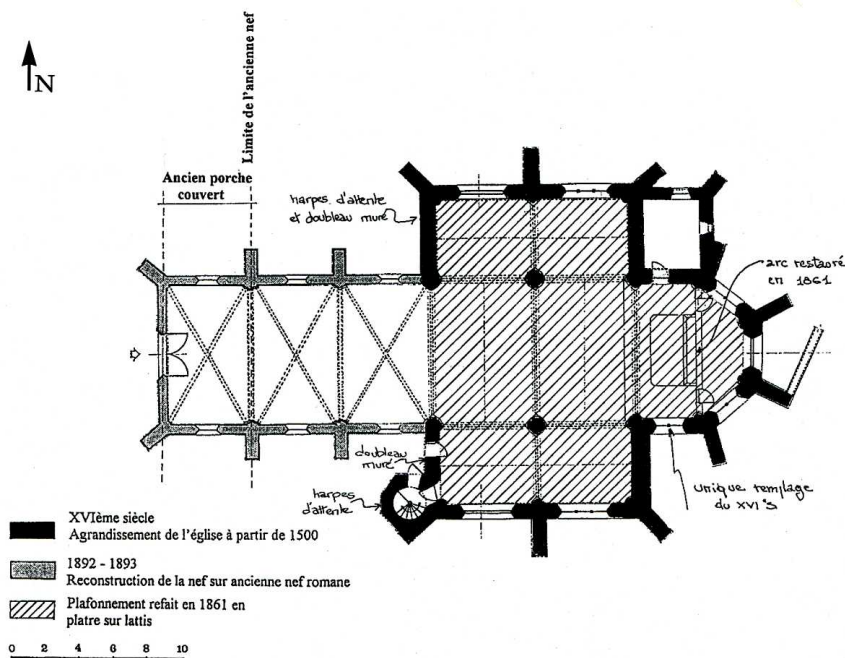 N
Limite de l'ancienne nef
Ancien porche
couvert
harpes d'attente
et doubleau muré
arc restauré
en 1861
doubleau
muré
harpes
d'attente
unique remplage
du XVI°S
XVIème siècle
Agrandissement de l'église à partir de 1500
1892 - 1893
Reconstruction de la nef sur ancienne nef romane
Plafonnement refait en 1861 en
platre sur lattis
0 2 4 6 8 10